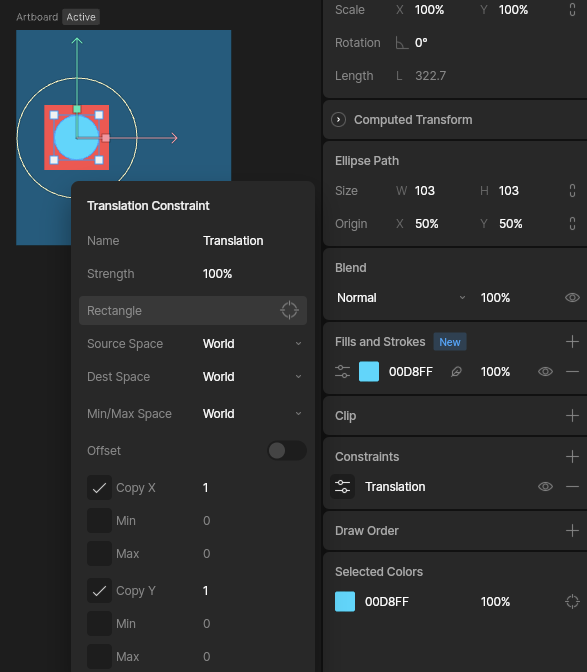 Artboard Active
Translation Constraint
Name Translation
Strength 100%
Rectangle
Source Space World
Dest Space World
Min/Max Space World
Offset
Copy X 1
Min 0
Max 0
Copy Y 1
Min 0
Max 0
Scale X 100% Y 100%
Rotation 0°
Length L 322.7
Computed Transform
Ellipse Path
Size W 103 H 103
Origin X 50% Y 50%
Blend
Normal 100%
Fills and Strokes New
00D8FF 100%
Clip
Constraints
Translation
Draw Order
Selected Colors
00D8FF 100%